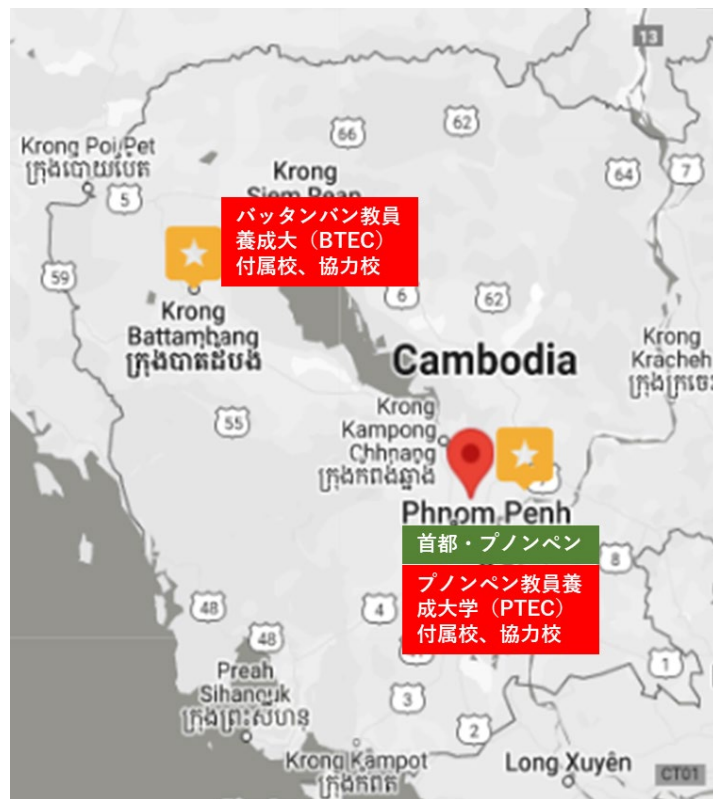 13
66
62
Krong Poi Pet
ក្រុងប៉ោយប៉ែត
Krong
64
7
5
バッタンバン教員
養成大（BTEC）
付属校、協力校
59
6
62
Krong
Battambang
ក្រុងបាត់ដំបង
Cambodia
Krong
Kracheh
Krong
Kampong
Chhnang
ក្រុងកំពង់ឆ្នាំង
55
Phnom Penh
首都・プノンペン
プノンペン教員養
成大学（PTEC）
付属校、協力校
8
48
4
48
1
Preah
Sihanouk
ក្រុងព្រះសីហនុ
3
2
Krong Kampot
ក្រុងកំពត
Long Xuyên
CT01